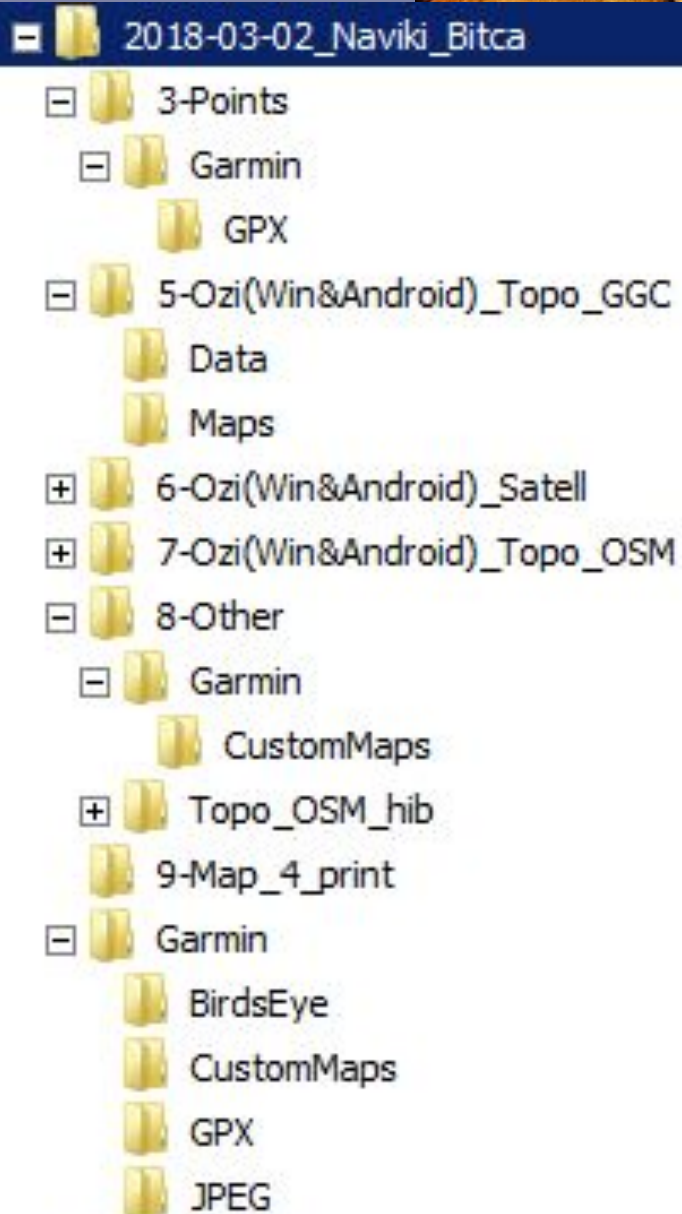 2018-03-02_Naviki_Bitca
3-Points
Garmin
GPX
5-Ozi(Win&Android)_Topo_GGC
Data
Maps
6-Ozi(Win&Android)_Satell
7-Ozi(Win&Android)_Topo_OSM
8-Other
Garmin
CustomMaps
Topo_OSM_hib
9-Map_4_print
Garmin
BirdsEye
CustomMaps
GPX
JPEG